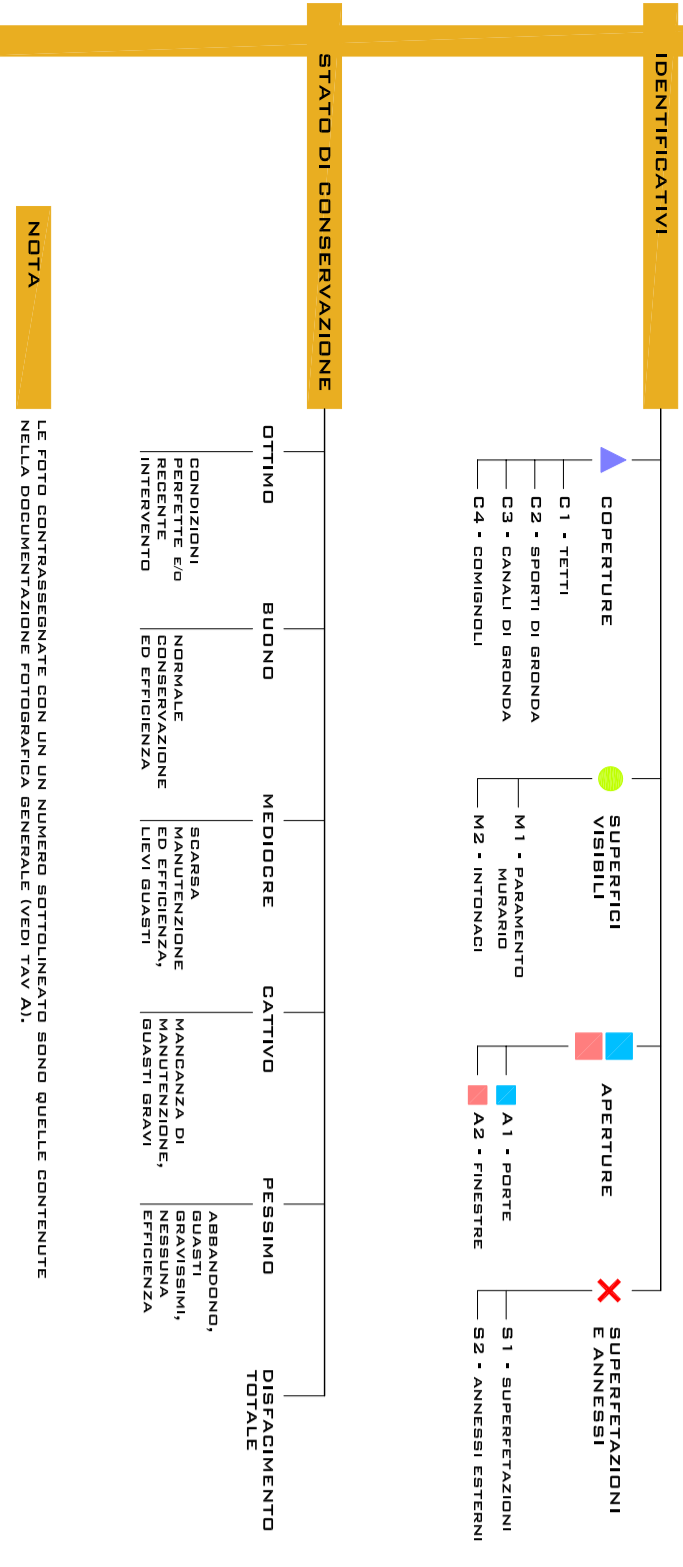 IDENTIFICATIVI
COPERTURE
C1 - TETTI
C2 - SPORTI DI GRONDA
C3 - CANALI DI GRONDA
C4 - COMIGNOLI
SUPERFICI
VISIBILI
M1 - PARAMENTO
MURARIO
M2 - INTONACI
APERTURE
A1 - PORTE
A2 - FINESTRE
SUPERFETAZIONI
E ANNESSI
S1 - SUPERFETAZIONI
S2 - ANNESSI ESTERNI
STATO DI CONSERVAZIONE
OTTIMO
CONDIZIONI
PERFETTE E/O
RECENTE
INTERVENTO
BUONO
NORMALE
CONSERVAZIONE
ED EFFICIENZA
MEDIOCRE
SCARSA
MANUTENZIONE
ED EFFICIENZA,
LIEVI GUASTI
CATTIVO
MANCANZA DI
MANUTENZIONE,
GUASTI GRAVI
PESSIMO
ABBANDONO,
GUASTI
GRAVISSIMI,
NESSUNA
EFFICIENZA
DISFACIMENTO
TOTALE
NOTA
LE FOTO CONTRASSEGNATE CON UN UN NUMERO SOTTOLINEATO SONO QUELLE CONTENUTE
NELLA DOCUMENTAZIONE FOTOGRAFICA GENERALE (VEDI TAV A).